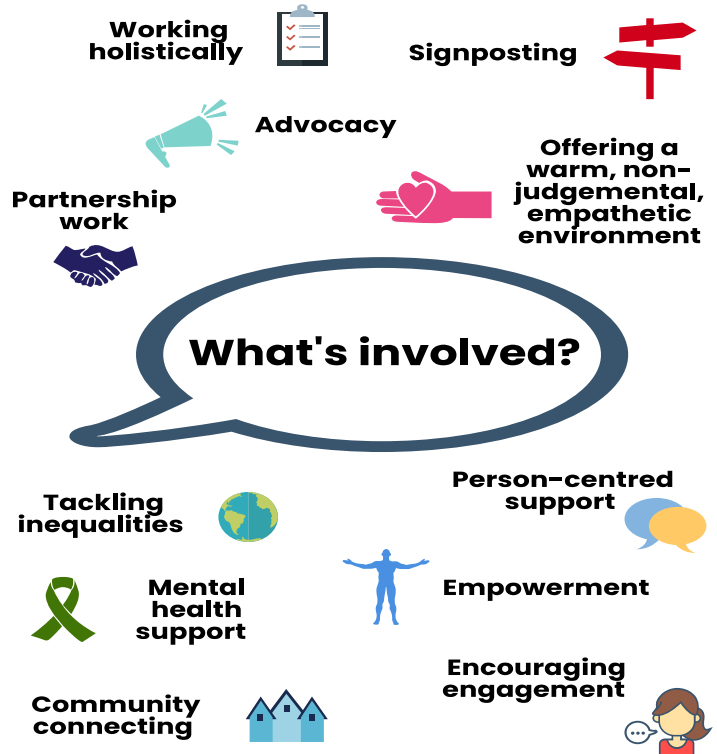 Working
holistically
Signposting
Advocacy
Offering a
warm, non-
judgemental,
empathetic
environment
Partnership
work
What's involved?
Person-centred
support
Tackling
inequalities
Mental
health
support
Empowerment
Encouraging
engagement
Community
connecting